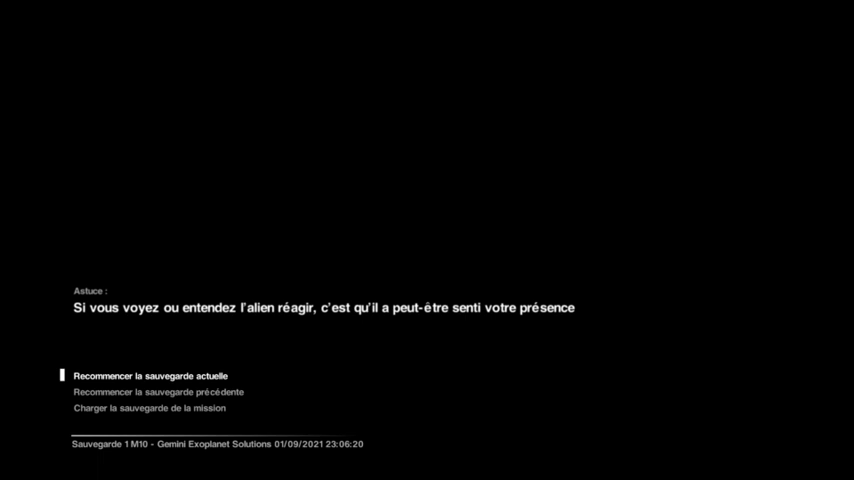 Astuce :
Si vous voyez ou entendez l'alien réagir, c'est qu'il a peut-être senti votre présence
Recommencer la sauvegarde actuelle
Recommencer la sauvegarde précédente
Charger la sauvegarde de la mission
Sauvegarde 1 M10 - Gemini Exoplanet Solutions 01/09/2021 23:06:20